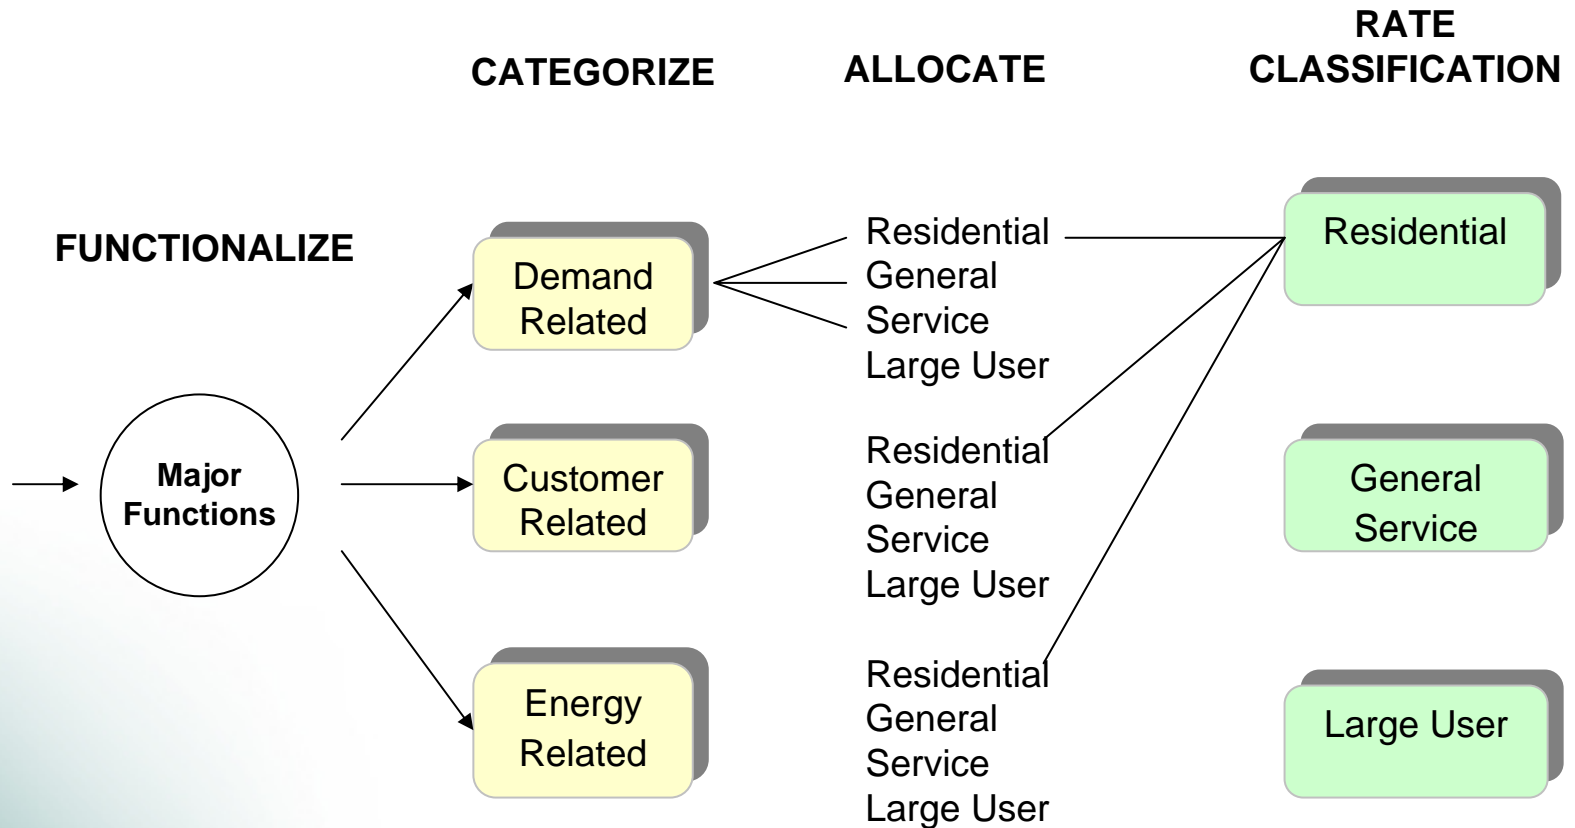 RATE
CLASSIFICATION
CATEGORIZE
ALLOCATE
FUNCTIONALIZE
Major
Functions
Demand
Related
Customer
Related
Energy
Related
Residential
General
Service
Large User
Residential
General
Service
Large User
Residential
General
Service
Large User
Residential
General
Service
Large User